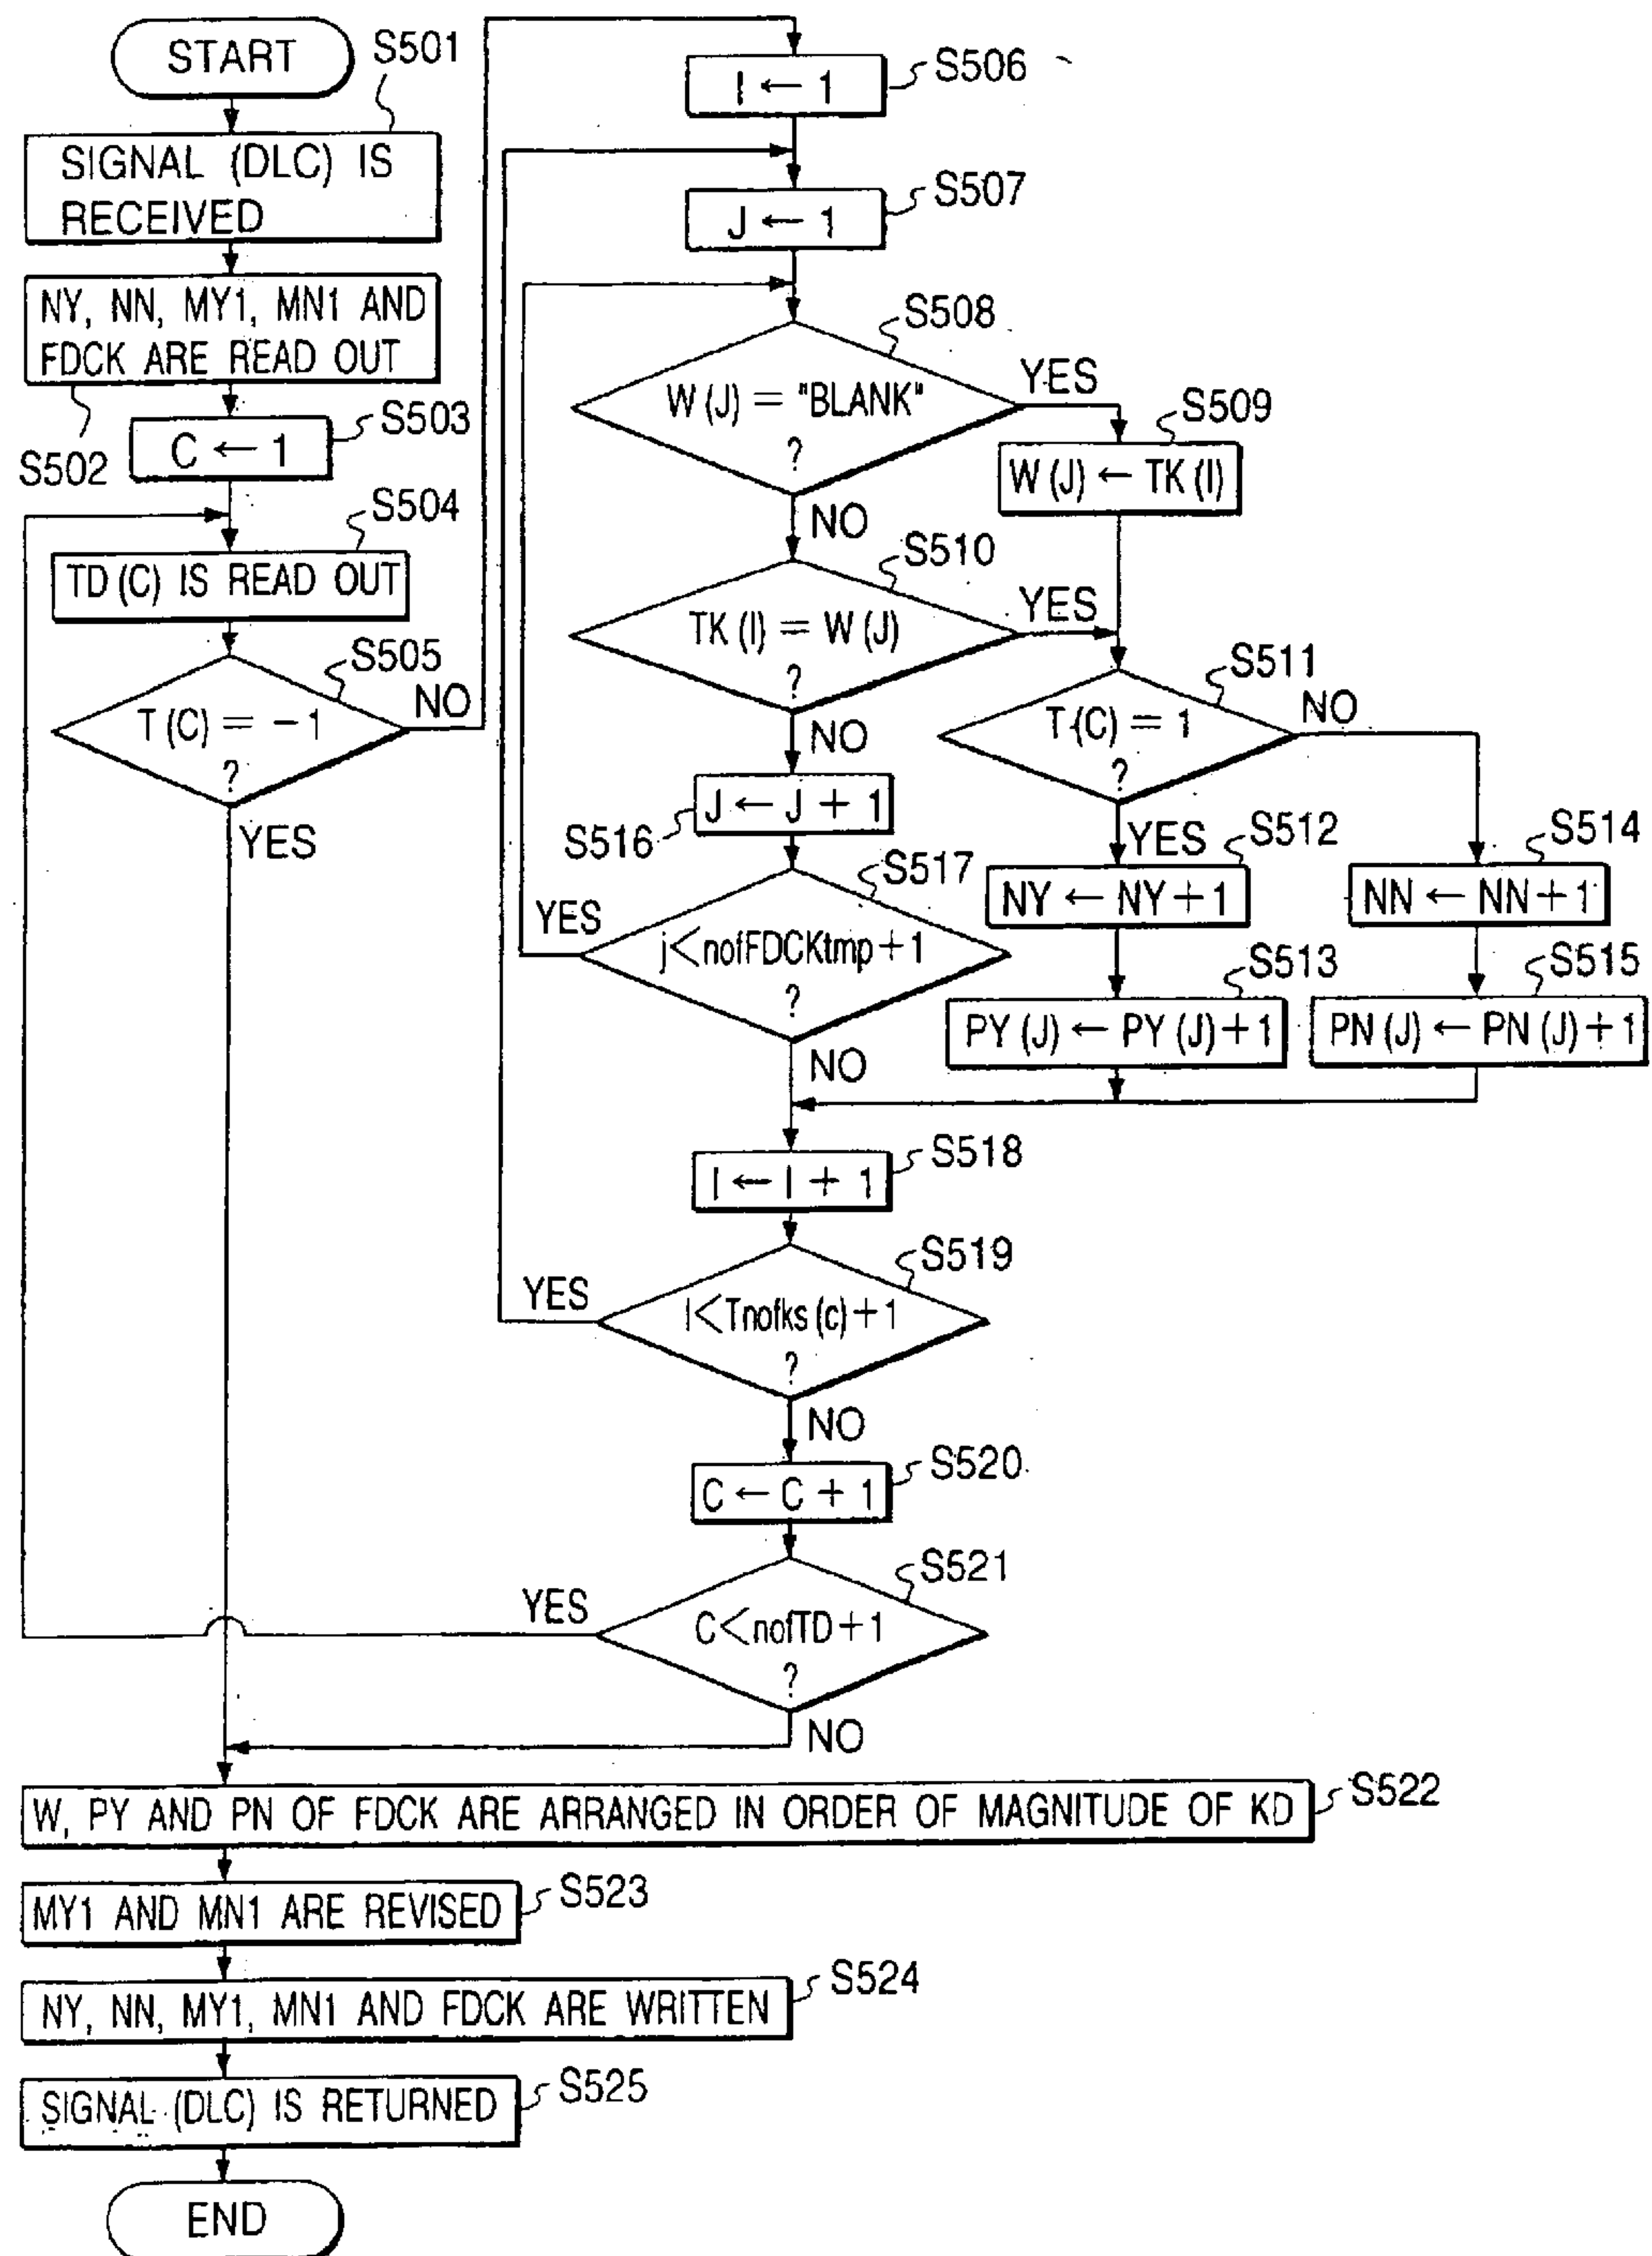 START
S501
SIGNAL (DLC) IS
RECEIVED
NY, NN, MY1, MN1 AND
FDCK ARE READ OUT
S502
C ← 1
S503
S504
TD (C) IS READ OUT
S505
T (C) = −1
?
NO
YES
I ← 1
S506
J ← 1
S507
S508
W (J) = "BLANK"
?
YES
NO
S509
W (J) ← TK (I)
S510
TK (I) = W (J)
?
YES
NO
S511
T (C) = 1
?
NO
YES
S512
NY ← NY + 1
S513
PY (J) ← PY (J) + 1
S514
NN ← NN + 1
S515
PN (J) ← PN (J) + 1
J ← J + 1
S516
S517
j < nofFDCKtmp + 1
?
YES
NO
I ← I + 1
S518
S519
I < Tnofks (c) + 1
?
YES
NO
C ← C + 1
S520
S521
C < nofTD + 1
?
YES
NO
W, PY AND PN OF FDCK ARE ARRANGED IN ORDER OF MAGNITUDE OF KD
S522
MY1 AND MN1 ARE REVISED
S523
NY, NN, MY1, MN1 AND FDCK ARE WRITTEN
S524
SIGNAL (DLC) IS RETURNED
S525
END